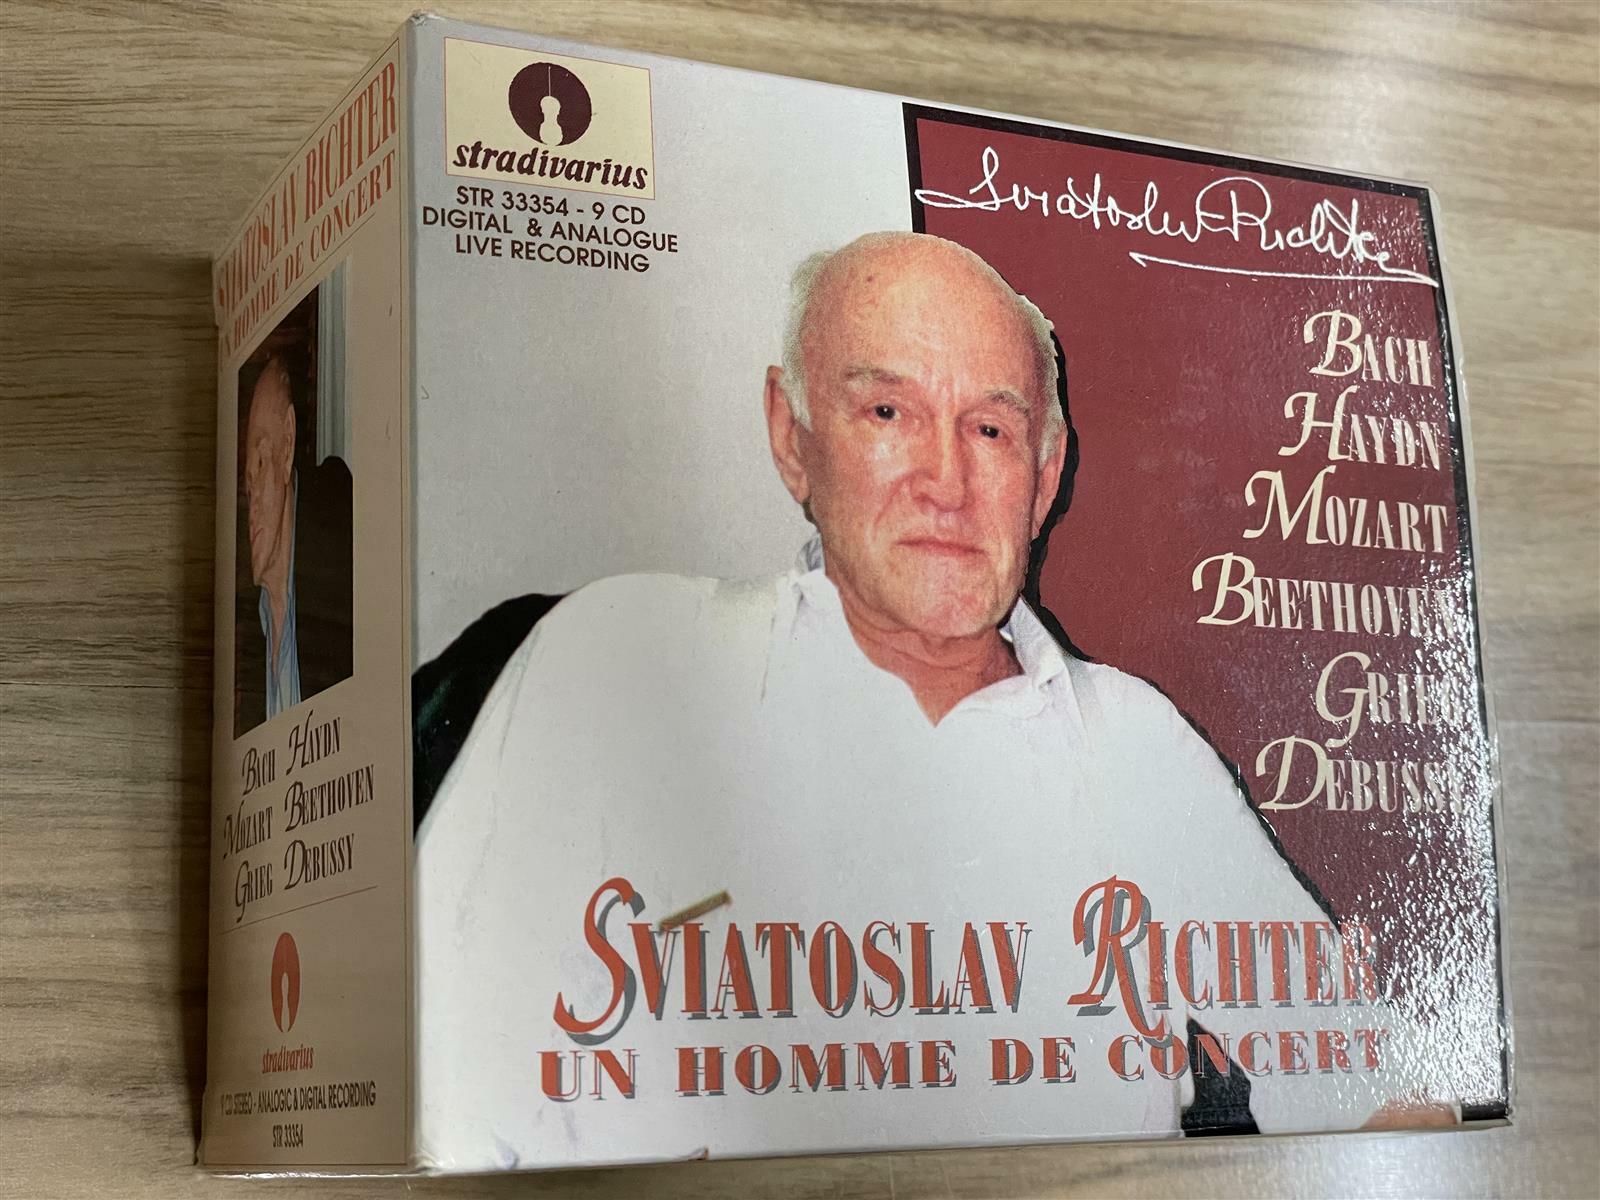 SVIATOSLAV RICHTER
UN HOMME DE CONCERT
BACH HAYDN
MOZART BEETHOVEN
GRIEG DEBUSSY
stradivarius
9 CD STEREO - ANALOGIC & DIGITAL RECORDING
STR 33354
stradivarius
STR 33354 - 9 CD
DIGITAL & ANALOGUE
LIVE RECORDING
Sviatoslav Richter
BACH
HAYDN
MOZART
BEETHOVEN
GRIEG
DEBUSSY
SVIATOSLAV RICHTER
UN HOMME DE CONCERT